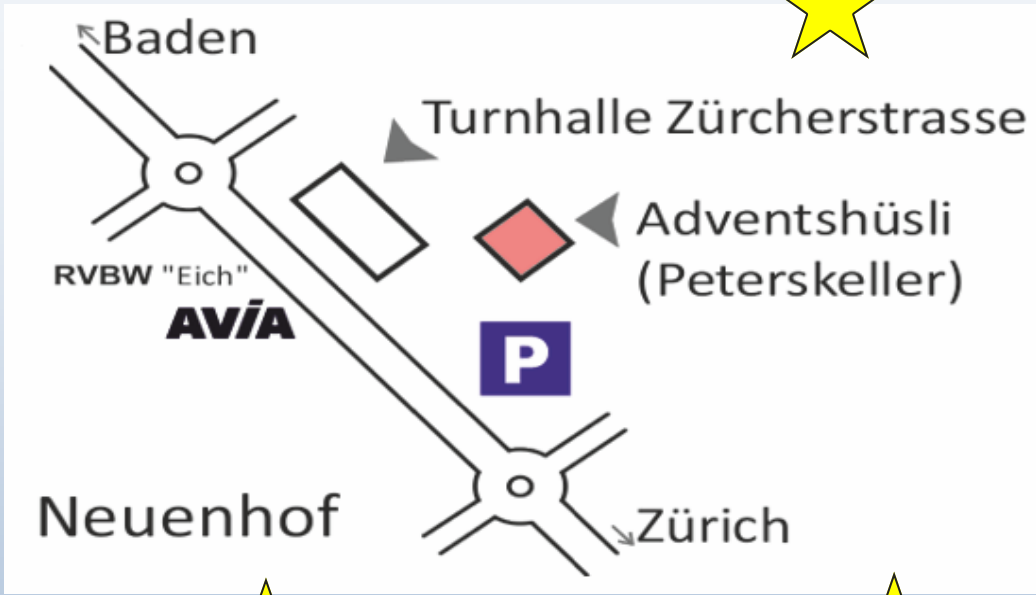 Baden
Turnhalle Zürcherstrasse
Adventshüsli
(Peterskeller)
RVBW "Eich"
AVIA
P
Neuenhof
Zürich